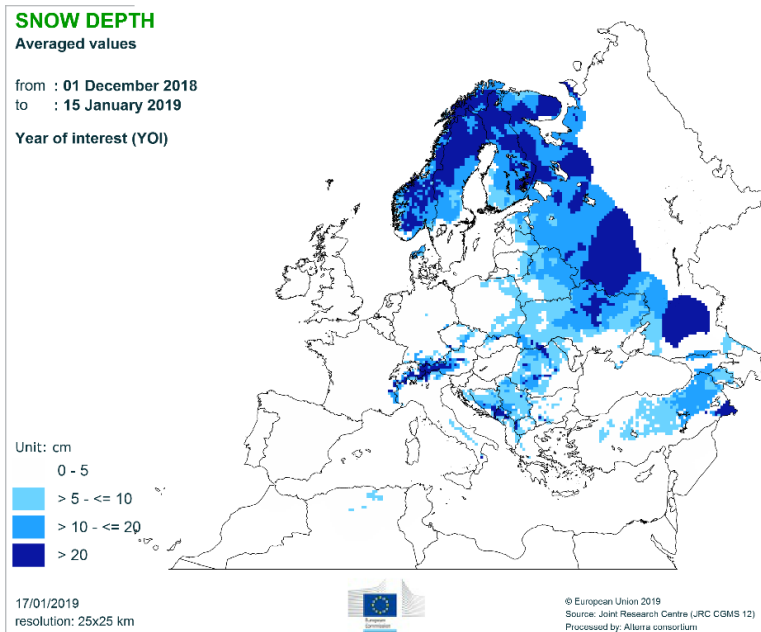 SNOW DEPTH
Averaged values
from : 01 December 2018
to : 15 January 2019
Year of interest (YOI)
Unit: cm
0 - 5
> 5 - <= 10
> 10 - <= 20
> 20
17/01/2019
resolution: 25x25 km
European
Commission
© European Union 2019
Source: Joint Research Centre (JRC CGMS 12)
Processed by: Alterra consortium